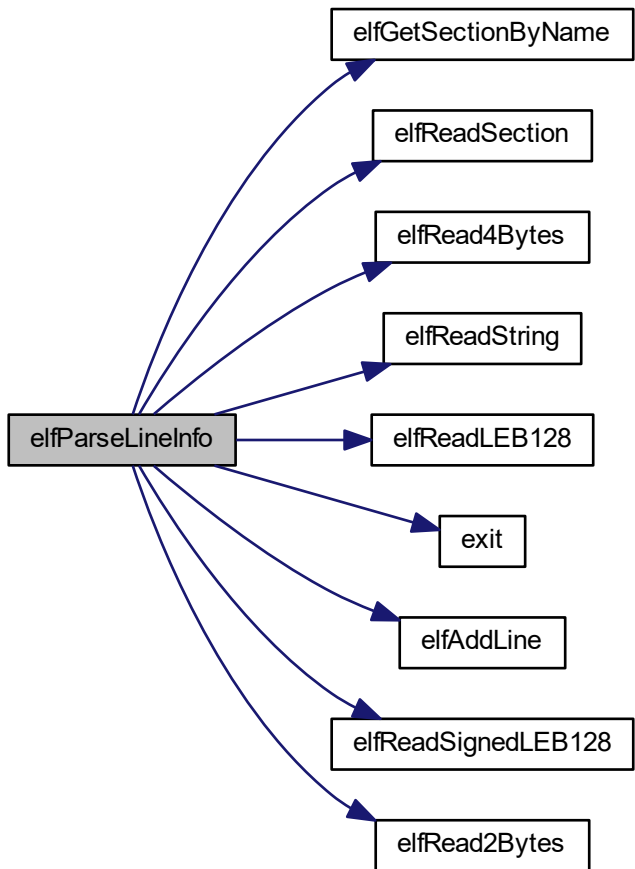 elfGetSectionByName
elfReadSection
elfRead4Bytes
elfReadString
elfParseLineInfo
elfReadLEB128
exit
elfAddLine
elfReadSignedLEB128
elfRead2Bytes